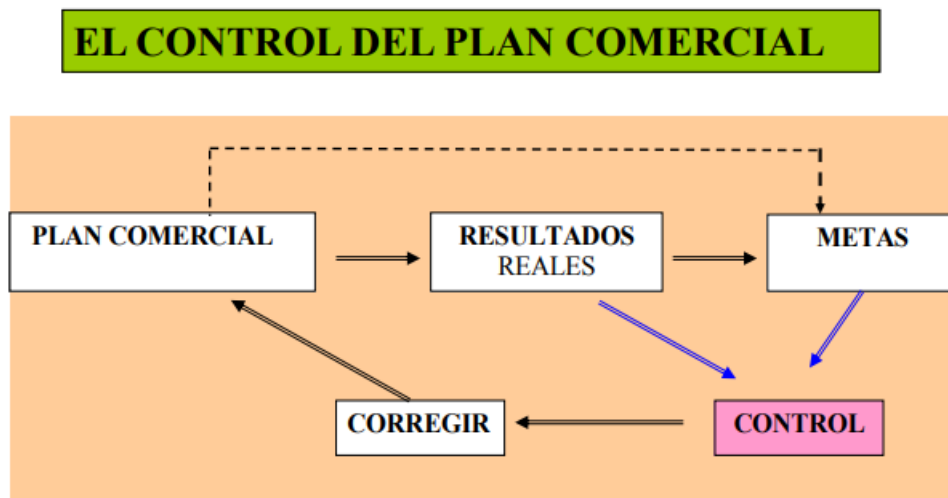 EL CONTROL DEL PLAN COMERCIAL
PLAN COMERCIAL
RESULTADOS
REALES
METAS
CORREGIR
CONTROL